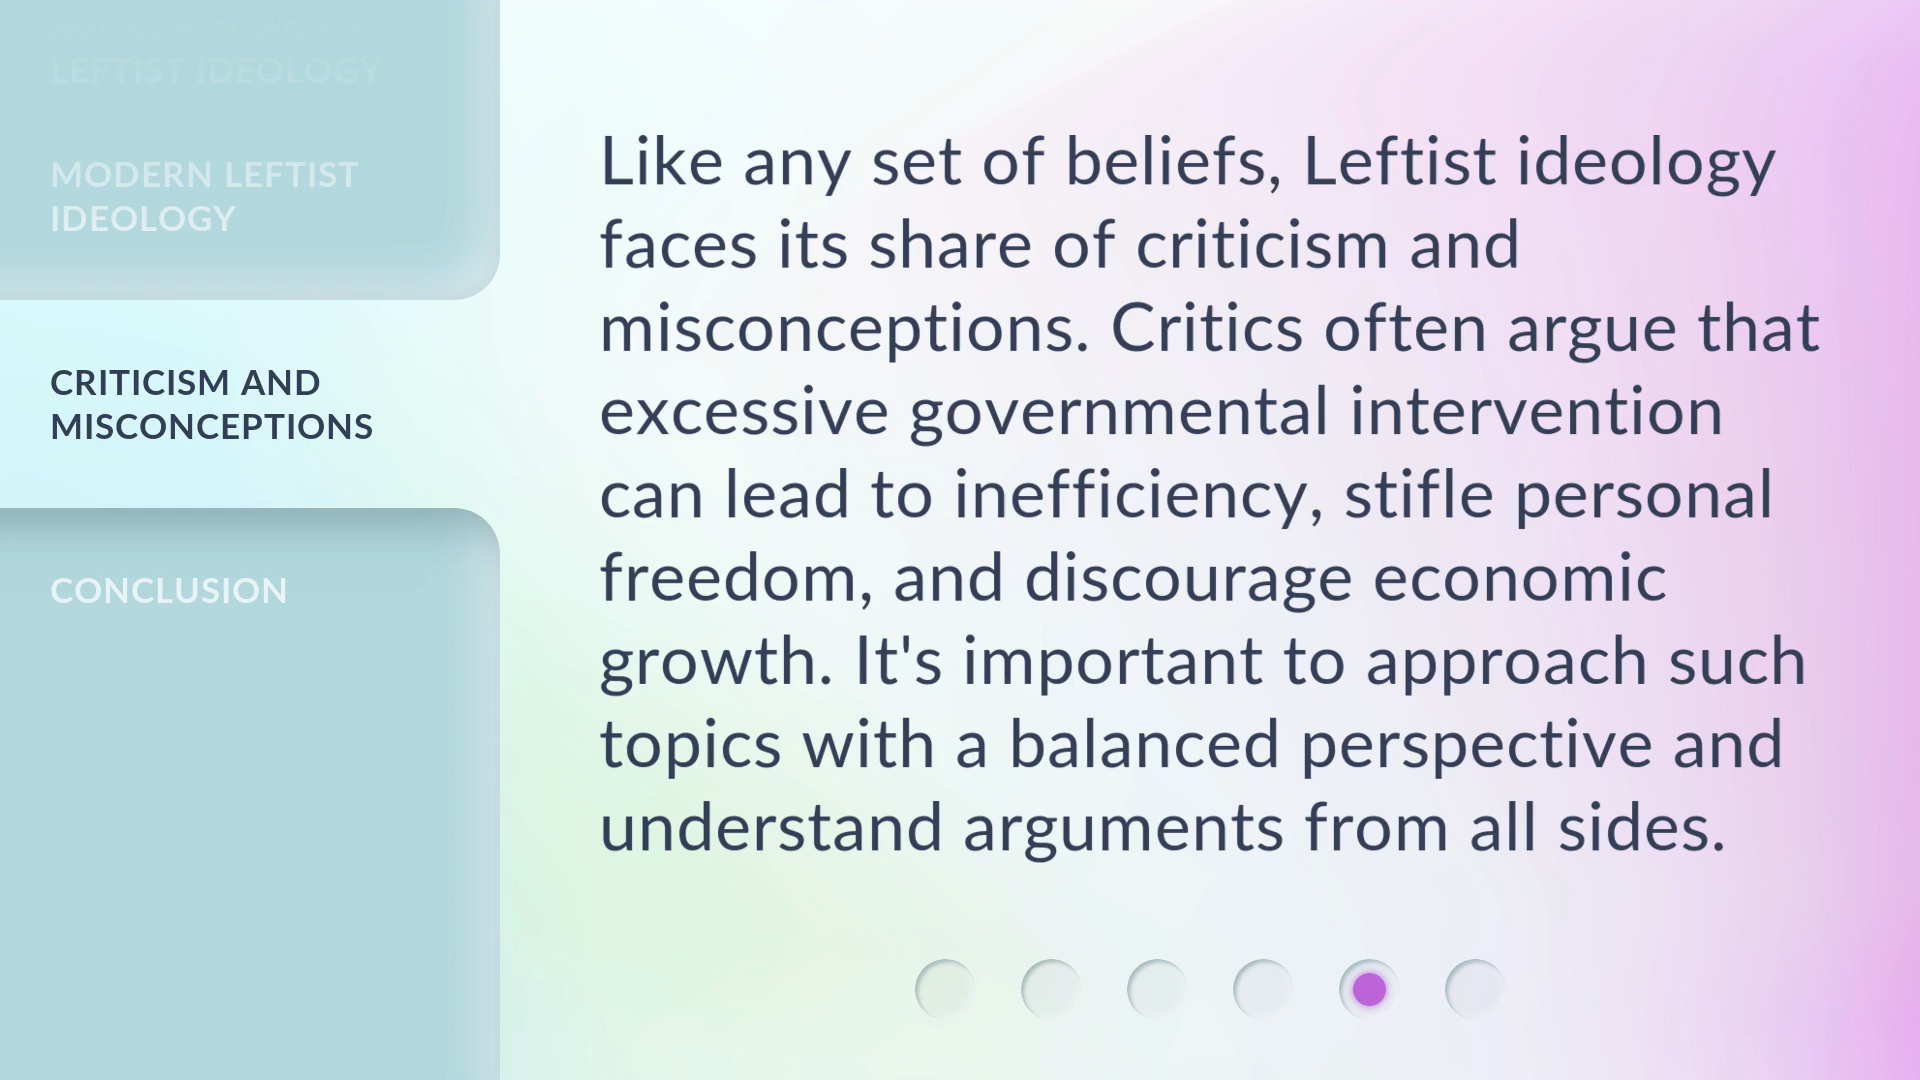 LEFTIST IDEOLOGY
MODERN LEFTIST
IDEOLOGY
CRITICISM AND
MISCONCEPTIONS
CONCLUSION
Like any set of beliefs, Leftist ideology
faces its share of criticism and
misconceptions. Critics often argue that
excessive governmental intervention
can lead to inefficiency, stifle personal
freedom, and discourage economic
growth. It's important to approach such
topics with a balanced perspective and
understand arguments from all sides.